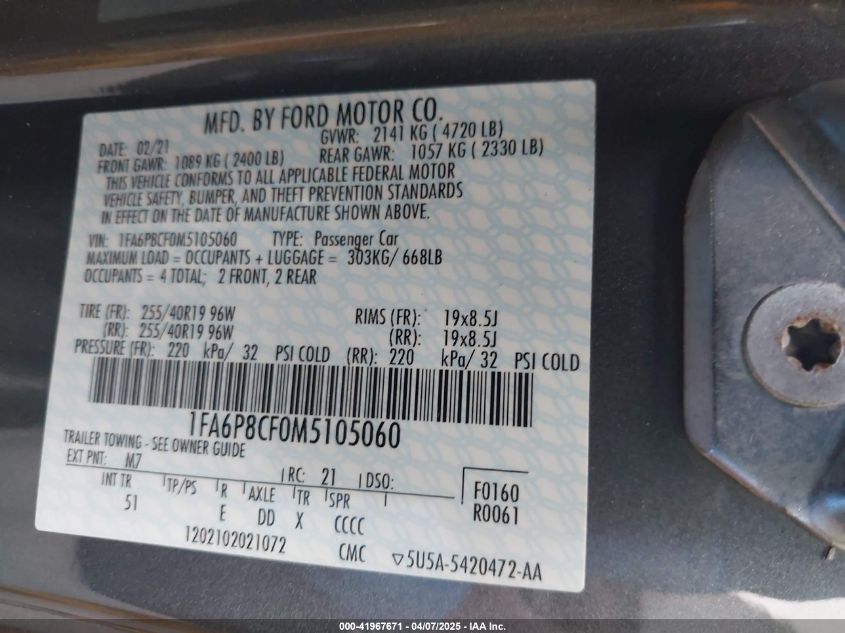 MFD. BY FORD MOTOR CO.
DATE: 02/21 GVWR: 2141 KG ( 4720 LB)
FRONT GAWR: 1089 KG ( 2400 LB) REAR GAWR: 1057 KG ( 2330 LB)
THIS VEHICLE CONFORMS TO ALL APPLICABLE FEDERAL MOTOR
VEHICLE SAFETY, BUMPER, AND THEFT PREVENTION STANDARDS
IN EFFECT ON THE DATE OF MANUFACTURE SHOWN ABOVE.
VIN: 1FA6P8CF0M5105060 TYPE: Passenger Car
MAXIMUM LOAD = OCCUPANTS + LUGGAGE = 303KG/ 668LB
OCCUPANTS = 4 TOTAL; 2 FRONT, 2 REAR
TIRE (FR): 255/40R19 96W RIMS (FR): 19x8.5J
(RR): 255/40R19 96W (RR): 19x8.5J
PRESSURE (FR): 220 kPa/ 32 PSI COLD (RR): 220 kPa/ 32 PSI COLD
1FA6P8CF0M5105060
TRAILER TOWING - SEE OWNER GUIDE
EXT PNT: M7 RC: 21 DSO: F0160
INT TR TP/PS R AXLE TR SPR R0061
51 E DD X CCCC
1202102021072 CMC ▽5U5A-5420472-AA
000-41967671 04/07/2025 - IAA Inc.